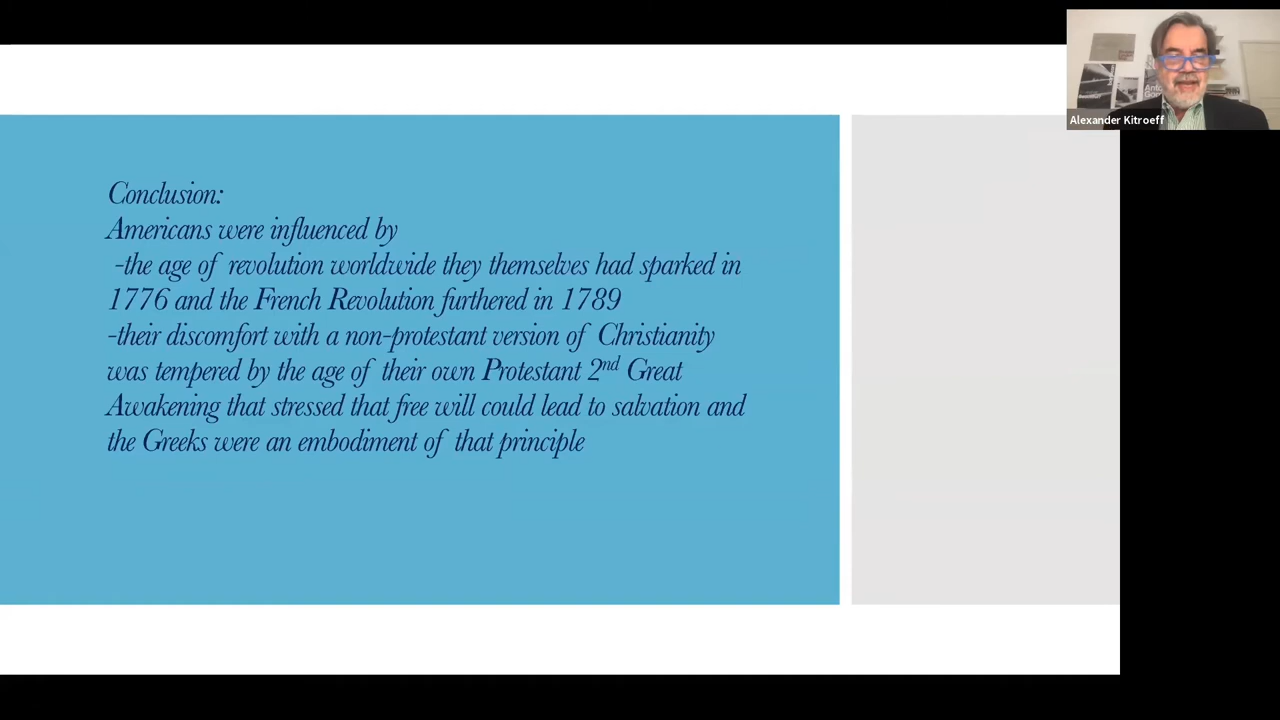 Alexander Kitroeff
Conclusion:
Americans were influenced by
-the age of revolution worldwide they themselves had sparked in
1776 and the French Revolution furthered in 1789
-their discomfort with a non-protestant version of Christianity
was tempered by the age of their own Protestant 2nd Great
Awakening that stressed that free will could lead to salvation and
the Greeks were an embodiment of that principle